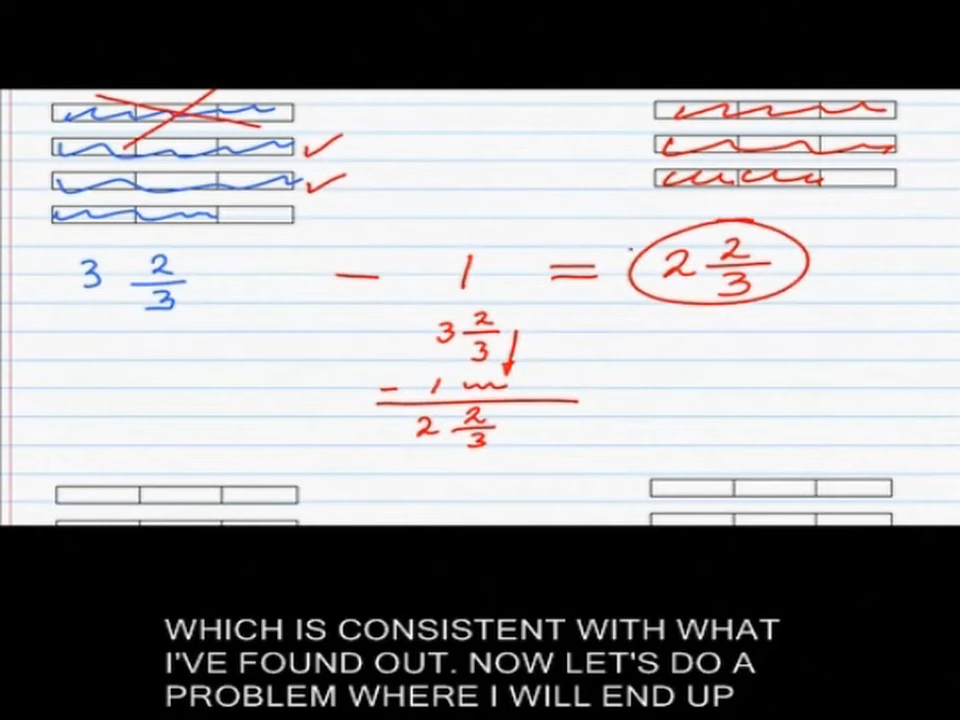 3 2/3 — 1 = 2 2/3
3 2/3
- 1
2 2/3
WHICH IS CONSISTENT WITH WHAT
I'VE FOUND OUT. NOW LET'S DO A
PROBLEM WHERE I WILL END UP